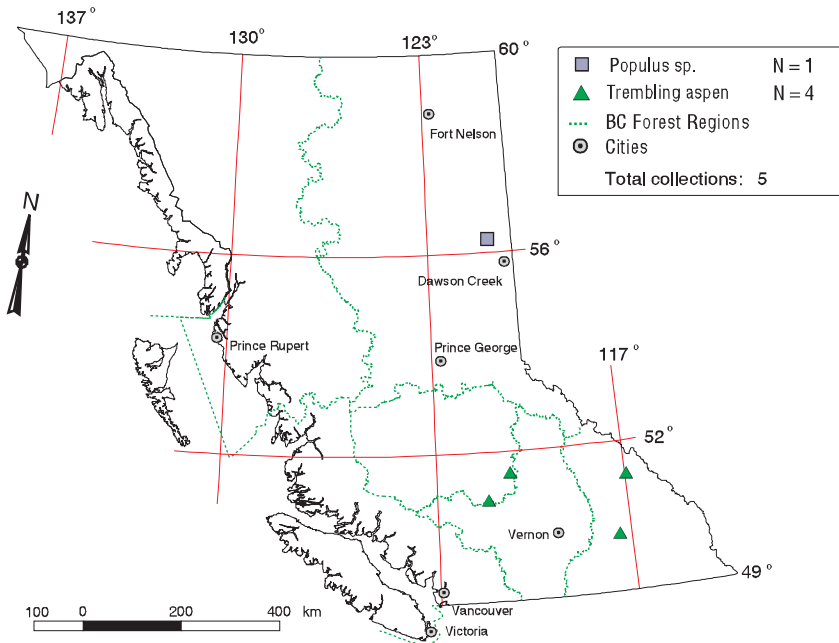 137°
130°
123°
60°
Populus sp. N = 1
Trembling aspen N = 4
BC Forest Regions
Cities
Total collections: 5
Fort Nelson
N
56°
Dawson Creek
Prince Rupert
Prince George
117°
52°
Vernon
49°
100 0 200 400 km
Vancouver
Victoria